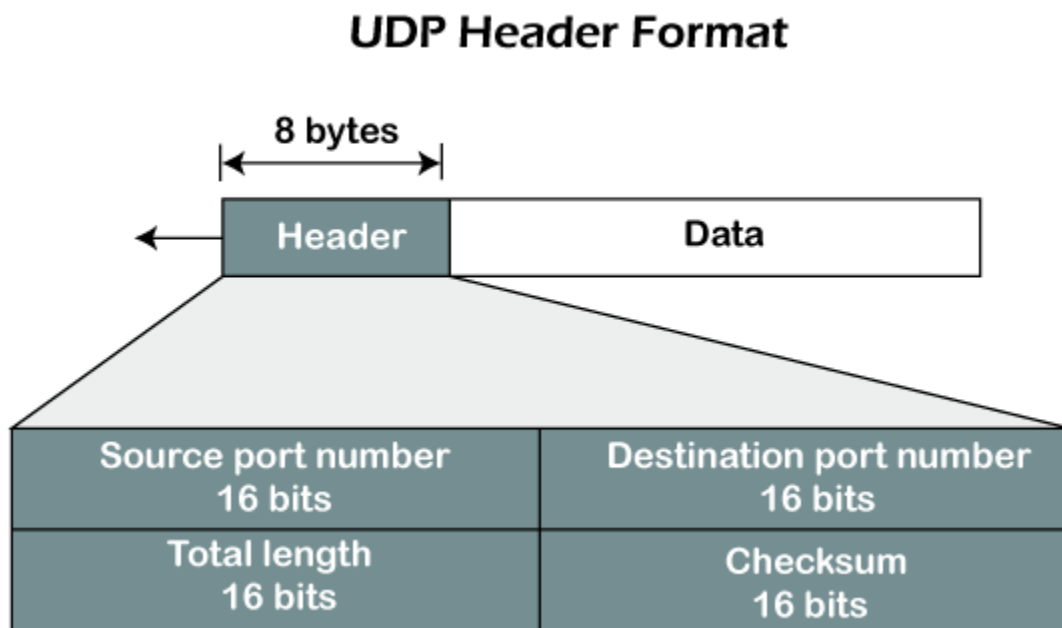 UDP Header Format
8 bytes
Header
Data
Source port number
16 bits
Destination port number
16 bits
Total length
16 bits
Checksum
16 bits